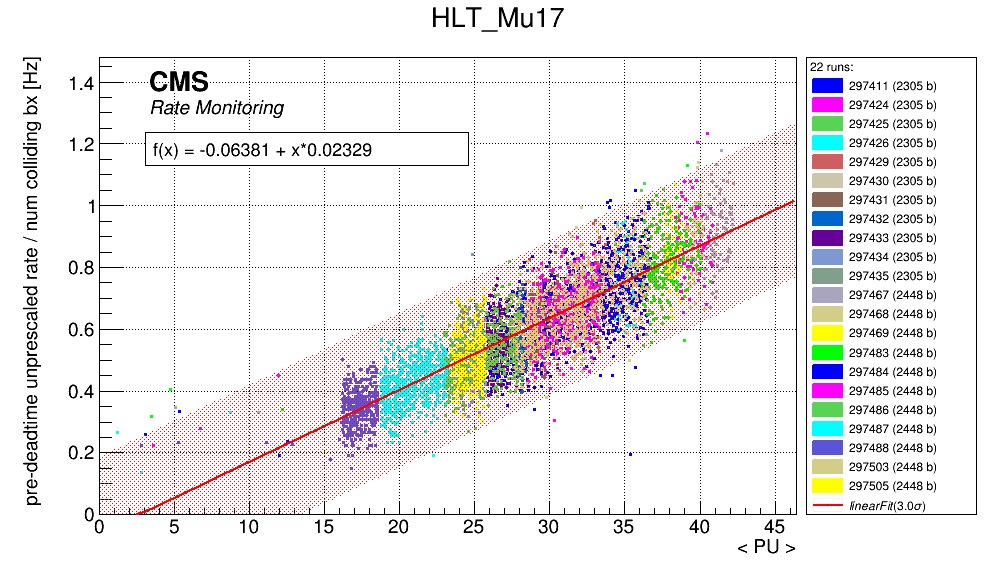 HLT_Mu17
pre-deadtime unprescaled rate / num colliding bx [Hz]
CMS
Rate Monitoring
f(x) = -0.06381 + x*0.02329
1.4
1.2
1
0.8
0.6
0.4
0.2
0
0 5 10 15 20 25 30 35 40 45
< PU >
22 runs:
297411 (2305 b)
297424 (2305 b)
297425 (2305 b)
297426 (2305 b)
297429 (2305 b)
297430 (2305 b)
297431 (2305 b)
297432 (2305 b)
297433 (2305 b)
297434 (2305 b)
297435 (2305 b)
297467 (2448 b)
297468 (2448 b)
297469 (2448 b)
297483 (2448 b)
297484 (2448 b)
297485 (2448 b)
297486 (2448 b)
297487 (2448 b)
297488 (2448 b)
297503 (2448 b)
297505 (2448 b)
linearFit(3.0σ)